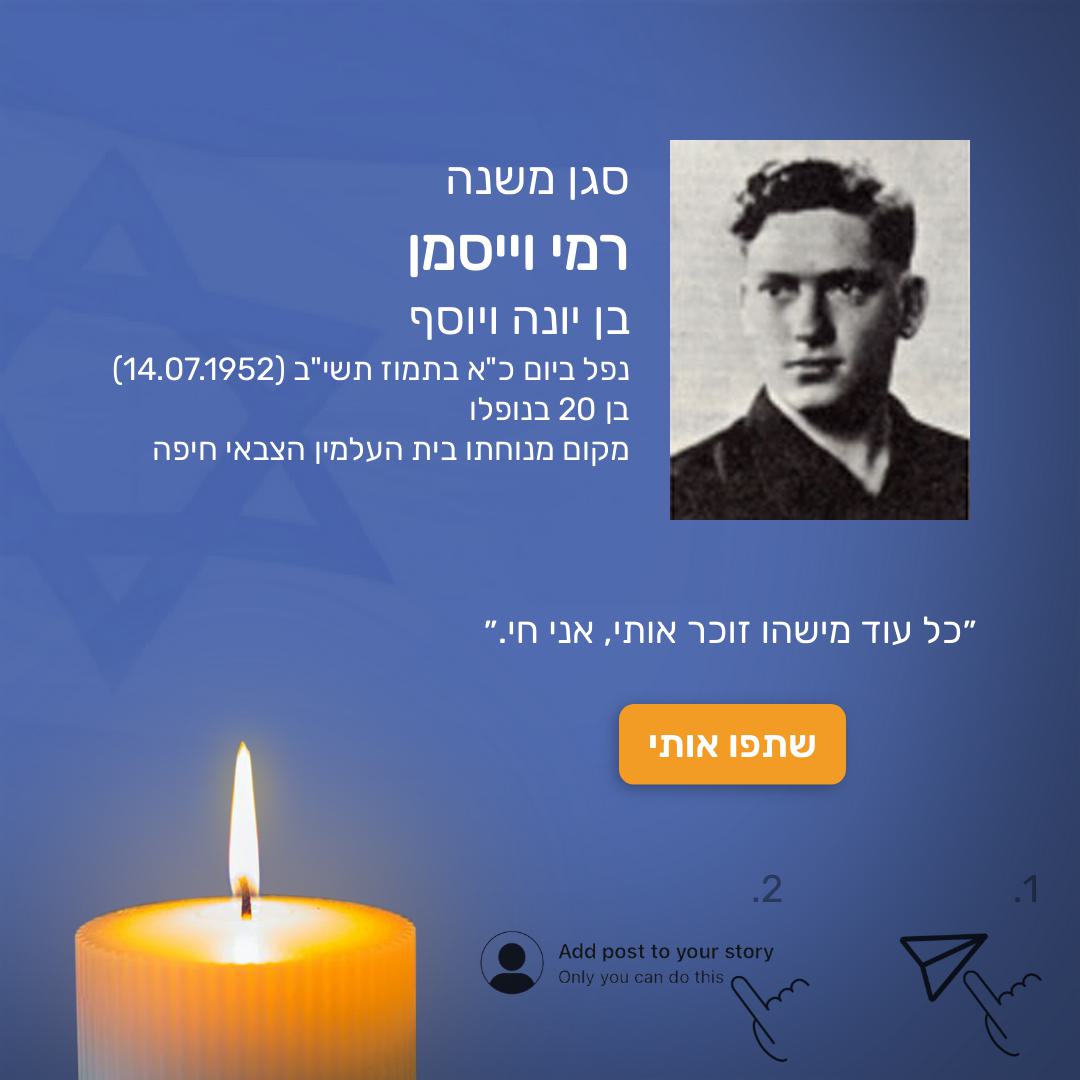 סגן משנה
רמי וייסמן
בן יונה ויוסף
נפל ביום כ"א בתמוז תשי"ב (14.07.1952)
בן 20 בנופלו
מקום מנוחתו בית העלמין הצבאי חיפה
״כל עוד מישהו זוכר אותי, אני חי.״
שתפו אותי
.1
.2
Add post to your story
Only you can do this